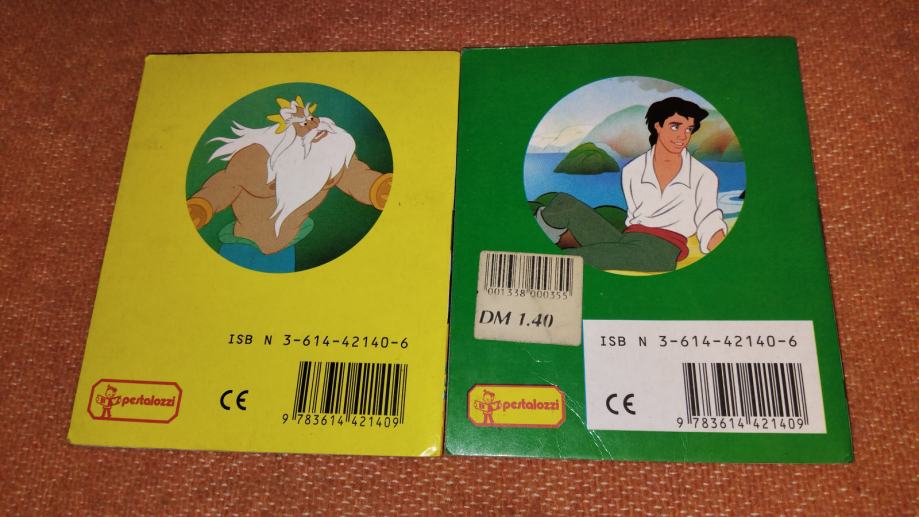 ISB N 3-614-42140-6
pestalozzi
CE
9 783614 421409
001338 000355
DM 1.40
ISB N 3-614-42140-6
pestalozzi
CE
9 783614 421409